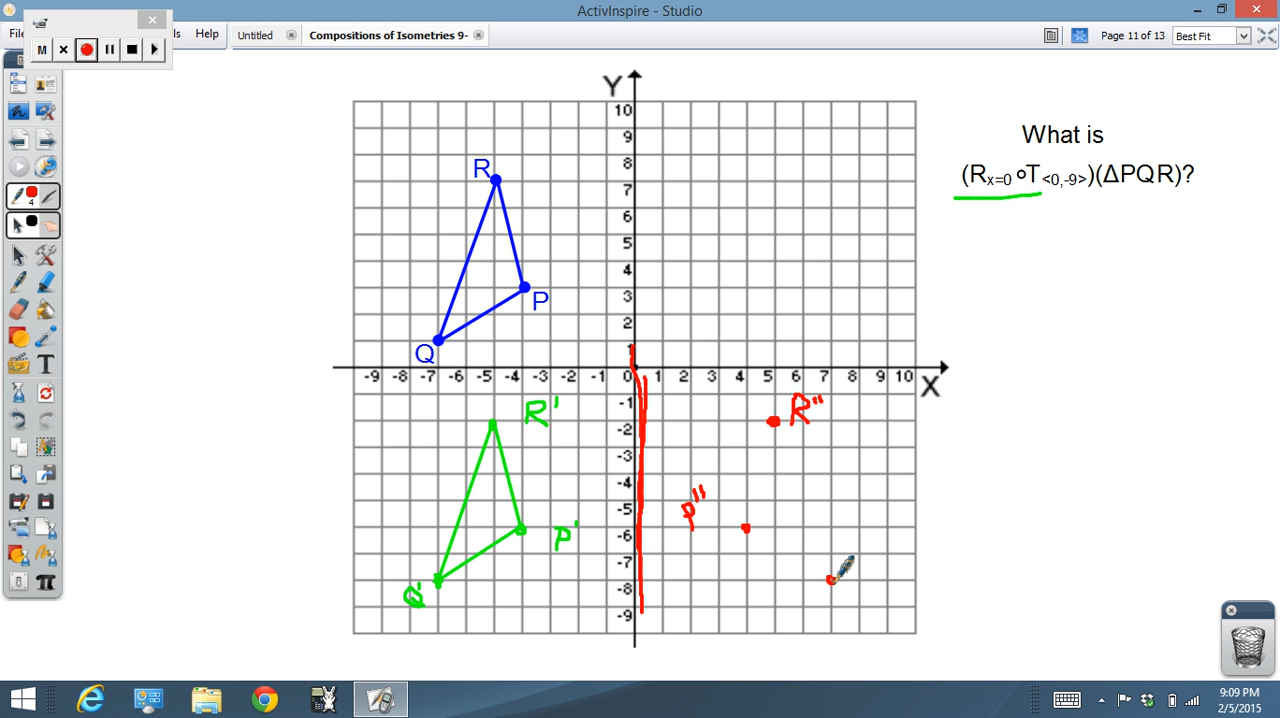 ActivInspire - Studio
File
ls
Help
M
Untitled
Compositions of Isometries 9-
Page 11 of 13
Best Fit
4
T
π
Y
X
10
9
8
7
6
5
4
3
2
1
-9 -8 -7 -6 -5 -4 -3 -2 -1 0 1 2 3 4 5 6 7 8 9 10
-1
-2
-3
-4
-5
-6
-7
-8
-9
R
P
Q
R'
P'
Q'
R''
P''
What is
(Rx=0 ∘T<0,-9>)(ΔPQR)?
9:09 PM
2/5/2015